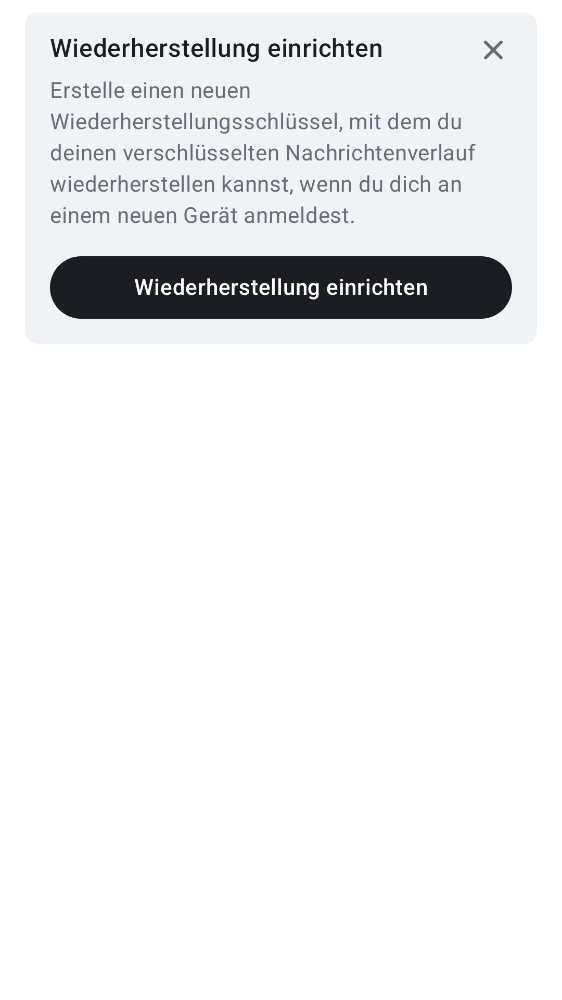 Wiederherstellung einrichten
Erstelle einen neuen
Wiederherstellungsschlüssel, mit dem du
deinen verschlüsselten Nachrichtenverlauf
wiederherstellen kannst, wenn du dich an
einem neuen Gerät anmeldest.
Wiederherstellung einrichten